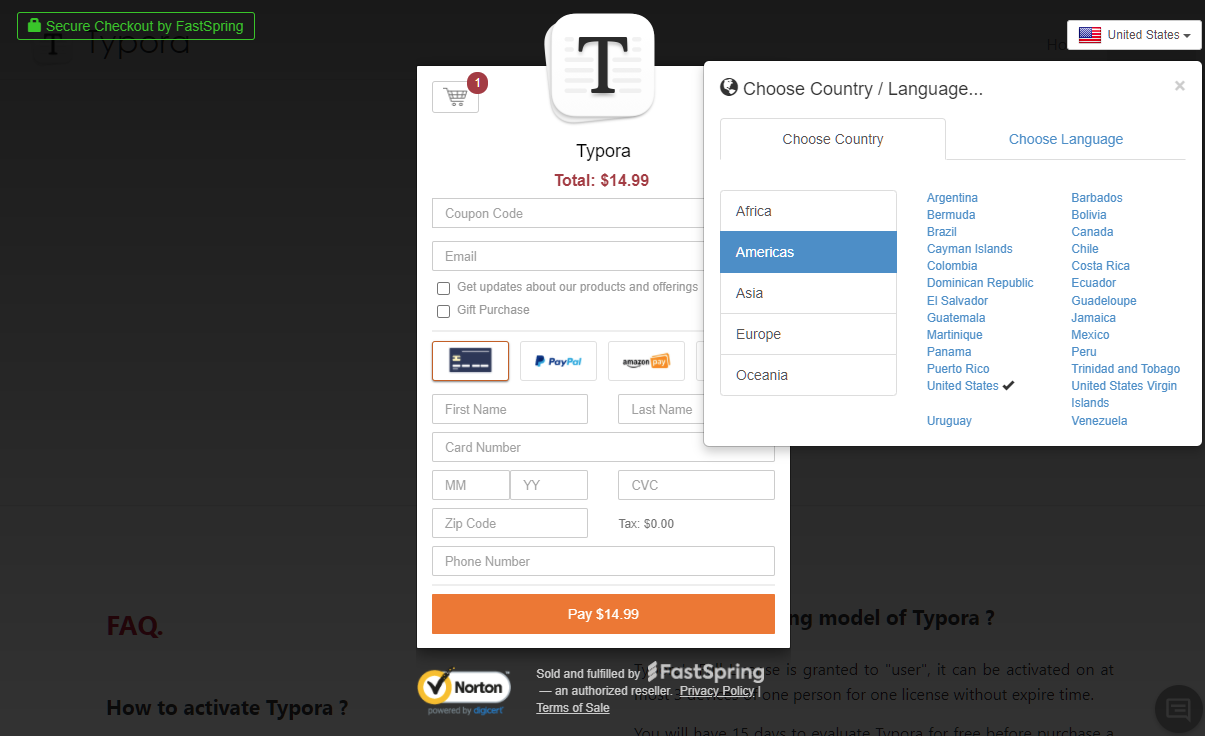 Secure Checkout by FastSpring
Typora
United States
1
T
Typora
Total: $14.99
Coupon Code
Email
Get updates about our products and offerings
Gift Purchase
PayPal
amazon pay
First Name
Last Name
Card Number
MM
YY
CVC
Zip Code
Tax: $0.00
Phone Number
Pay $14.99
Choose Country / Language...
×
Choose Country
Choose Language
Africa
Americas
Asia
Europe
Oceania
Argentina
Barbados
Bermuda
Bolivia
Brazil
Canada
Cayman Islands
Chile
Colombia
Costa Rica
Dominican Republic
Ecuador
El Salvador
Guadeloupe
Guatemala
Jamaica
Martinique
Mexico
Panama
Peru
Puerto Rico
Trinidad and Tobago
United States
United States Virgin
Islands
Uruguay
Venezuela
Norton
powered by digicert
Sold and fulfilled by FastSpring
— an authorized reseller. Privacy Policy |
Terms of Sale
FAQ.
How to activate Typora ?
model of Typora ?
is granted to "user", it can be activated on at
one person for one license without expire time.
You will have 15 days to evaluate Typora for free before purchase a